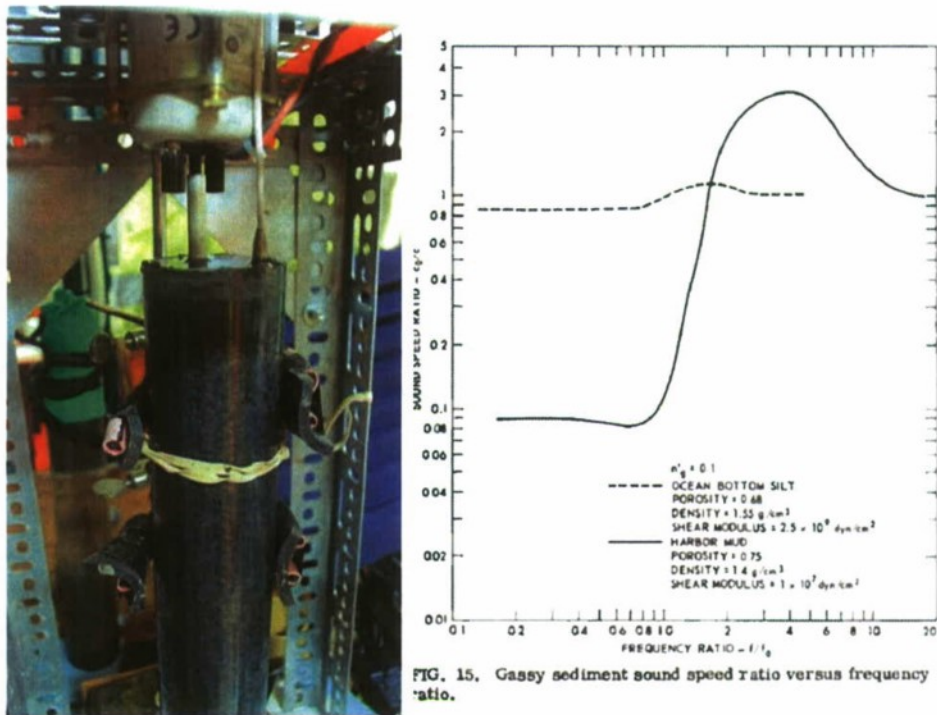 CE
5
4
3
2
1
0.8
0.6
0.4
0.2
0.1
0.08
0.06
0.04
0.02
0.01
SOUND SPEED RATIO – cg/c
n'g = 0.1
OCEAN BOTTOM SILT
POROSITY = 0.68
DENSITY = 1.55 g/cm³
SHEAR MODULUS = 2.5 × 10⁹ dyn/cm²
HARBOR MUD
POROSITY = 0.75
DENSITY = 1.4 g/cm³
SHEAR MODULUS = 1 × 10⁷ dyn/cm²
0.1 0.2 0.4 0.6 0.8 1.0 2 4 6 8 10 20
FREQUENCY RATIO – f/f₀
FIG. 15. Gassy sediment sound speed ratio versus frequency
ratio.